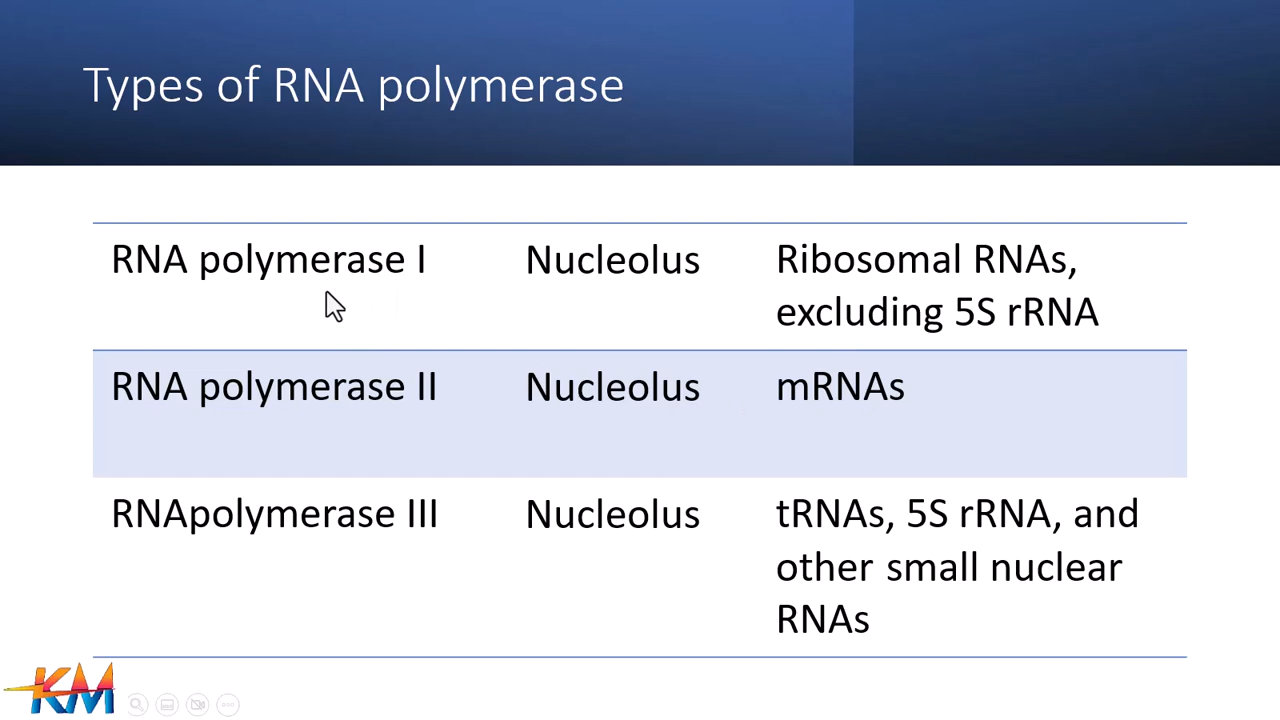 Types of RNA polymerase
RNA polymerase I
Nucleolus
Ribosomal RNAs,
excluding 5S rRNA
RNA polymerase II
Nucleolus
mRNAs
RNApolymerase III
Nucleolus
tRNAs, 5S rRNA, and
other small nuclear
RNAs
KM